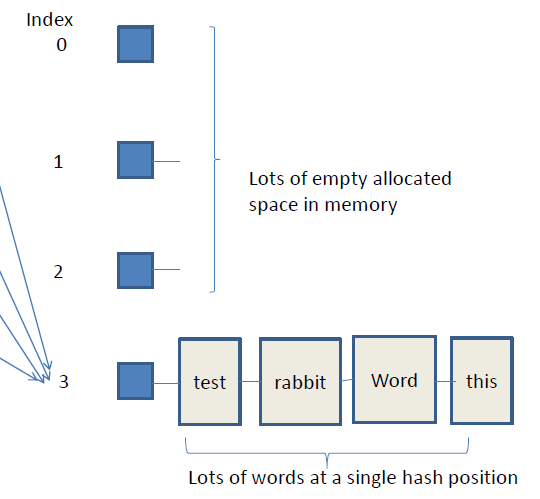 Index
0
1
Lots of empty allocated
space in memory
2
3
test
rabbit
Word
this
Lots of words at a single hash position